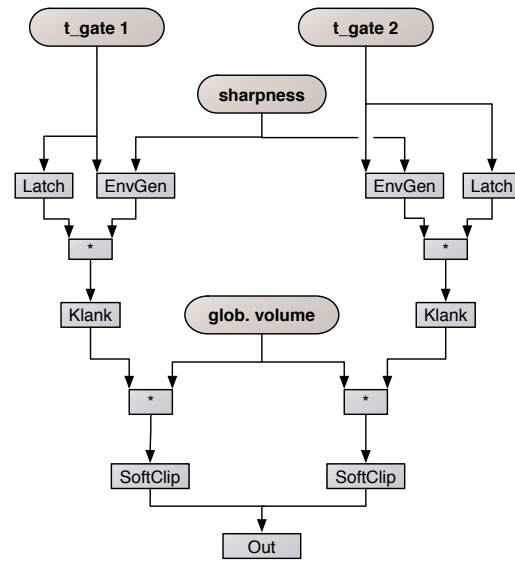 t_gate 1
t_gate 2
sharpness
Latch
EnvGen
EnvGen
Latch
*
*
Klank
glob. volume
Klank
*
*
SoftClip
SoftClip
Out